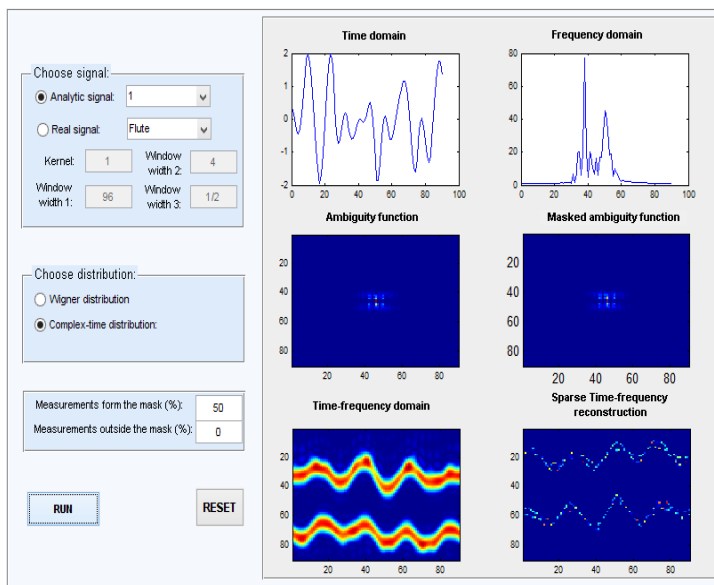 Choose signal:
Analytic signal: 1
Real signal: Flute
Kernel: 1 Window width 2: 4
Window width 1: 96 Window width 3: 1/2
Choose distribution:
Wigner distribution
Complex-time distribution:
Measurements form the mask (%): 50
Measurements outside the mask (%): 0
RUN RESET
Time domain
2
1
0
-1
-2
0 20 40 60 80 100
Frequency domain
80
60
40
20
0
0 20 40 60 80 100
Ambiguity function
20
40
60
80
20 40 60 80
Masked ambiguity function
20
40
60
80
20 40 60 80
Time-frequency domain
20
40
60
80
20 40 60 80
Sparse Time-frequency
reconstruction
20
40
60
80
20 40 60 80